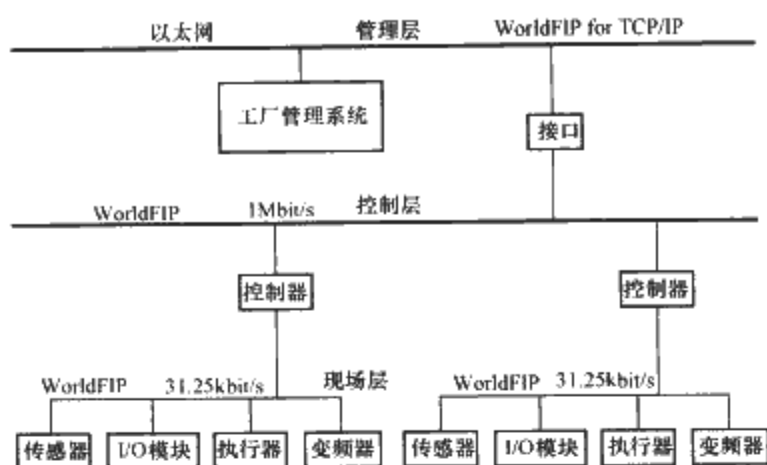 以太网 管理层 WorldFIP for TCP/IP
工厂管理系统
接口
WorldFIP 1Mbit/s 控制层
控制器 控制器
WorldFIP 31.25kbit/s 现场层 WorldFIP 31.25kbit/s
传感器 I/O模块 执行器 变频器 传感器 I/O模块 执行器 变频器